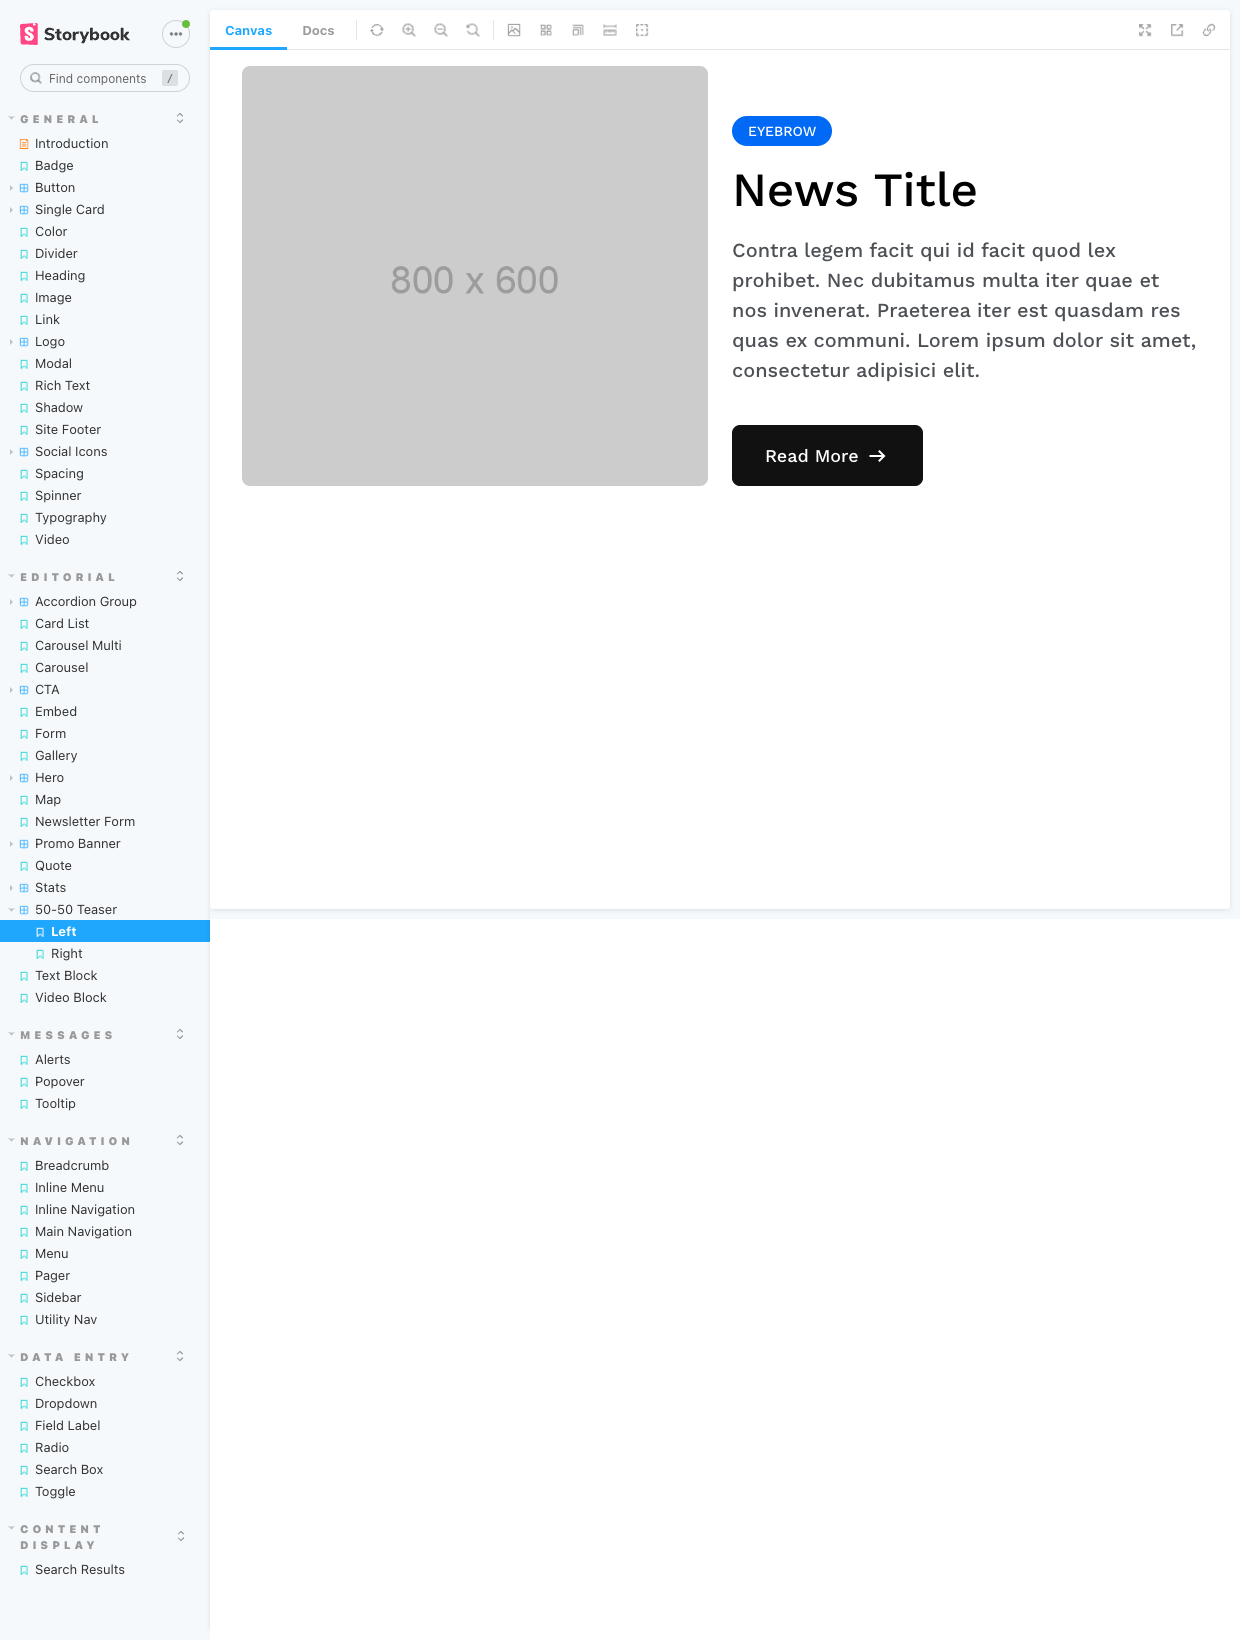 Storybook
Find components /
GENERAL
Introduction
Badge
Button
Single Card
Color
Divider
Heading
Image
Link
Logo
Modal
Rich Text
Shadow
Site Footer
Social Icons
Spacing
Spinner
Typography
Video
EDITORIAL
Accordion Group
Card List
Carousel Multi
Carousel
CTA
Embed
Form
Gallery
Hero
Map
Newsletter Form
Promo Banner
Quote
Stats
50-50 Teaser
Left
Right
Text Block
Video Block
MESSAGES
Alerts
Popover
Tooltip
NAVIGATION
Breadcrumb
Inline Menu
Inline Navigation
Main Navigation
Menu
Pager
Sidebar
Utility Nav
DATA ENTRY
Checkbox
Dropdown
Field Label
Radio
Search Box
Toggle
CONTENT
DISPLAY
Search Results
Canvas Docs
800 x 600
EYEBROW
News Title
Contra legem facit qui id facit quod lex
prohibet. Nec dubitamus multa iter quae et
nos invenerat. Praeterea iter est quasdam res
quas ex communi. Lorem ipsum dolor sit amet,
consectetur adipisici elit.
Read More →